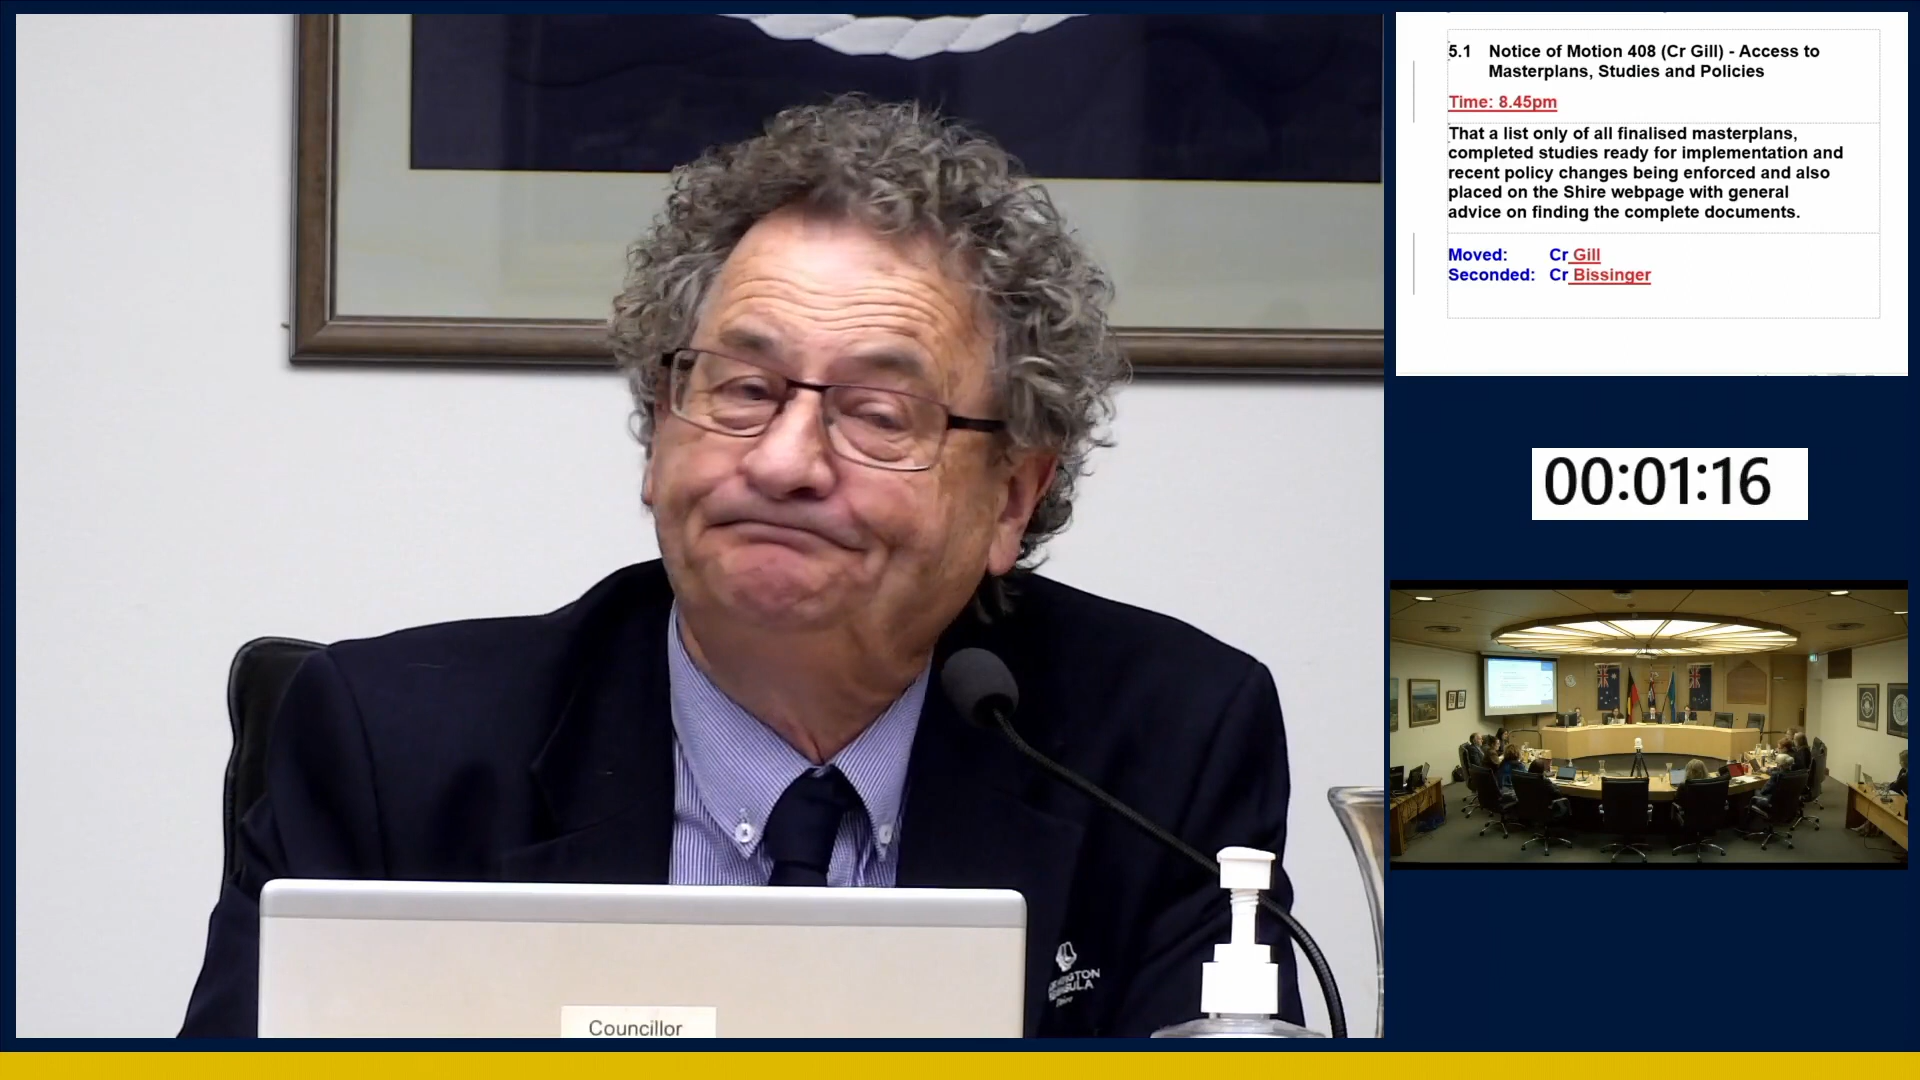 5.1 Notice of Motion 408 (Cr Gill) - Access to
Masterplans, Studies and Policies
Time: 8.45pm
That a list only of all finalised masterplans,
completed studies ready for implementation and
recent policy changes being enforced and also
placed on the Shire webpage with general
advice on finding the complete documents.
Moved: Cr Gill
Seconded: Cr Bissinger
00:01:16
Councillor